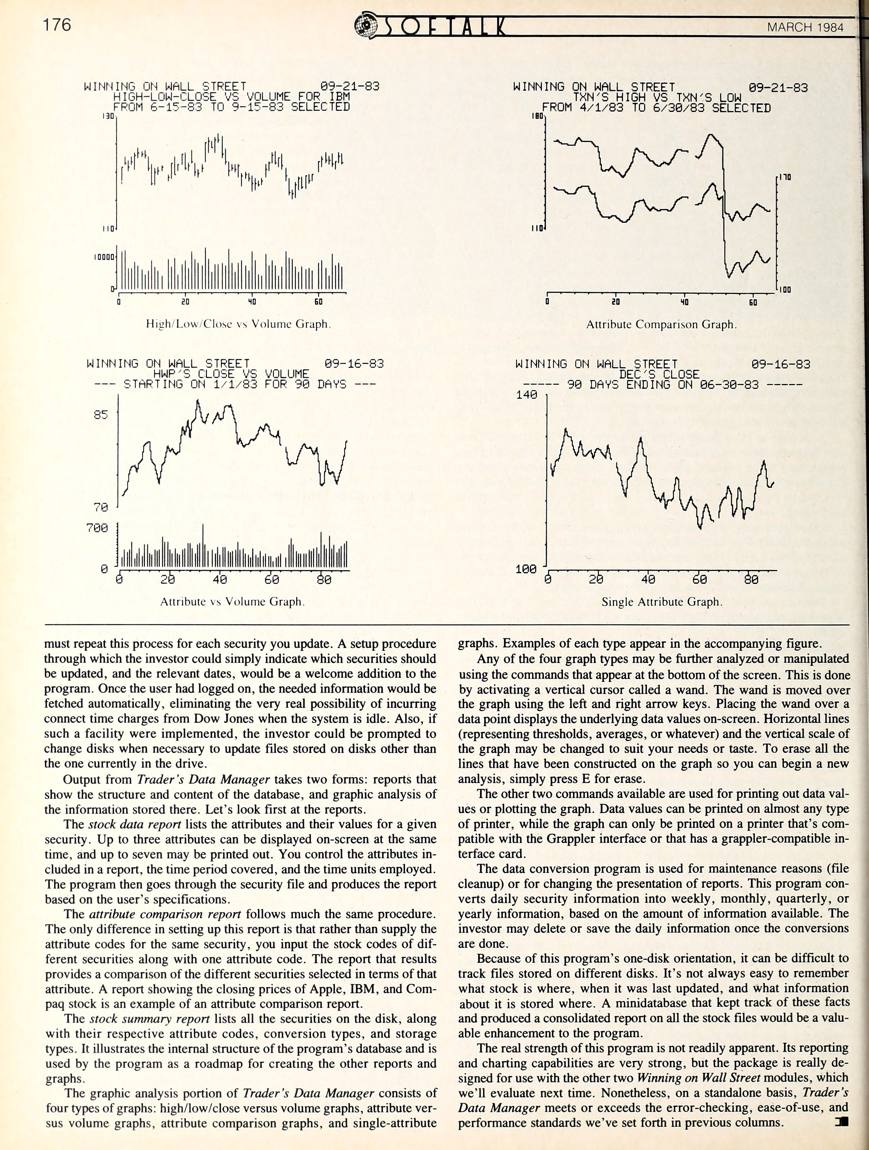 176
SOFTALK
MARCH 1984
WINNING ON WALL STREET 09-21-83
HIGH-LOW-CLOSE VS VOLUME FOR IBM
FROM 6-15-83 TO 9-15-83 SELECTED
130
110
10000
0
0 20 40 60
High/Low/Close vs Volume Graph.
WINNING ON WALL STREET 09-21-83
TXN'S HIGH VS TXN'S LOW
FROM 4/1/83 TO 6/30/83 SELECTED
180
170
110
100
0 20 40 60
Attribute Comparison Graph.
WINNING ON WALL STREET 09-16-83
HWP'S CLOSE VS VOLUME
--- STARTING ON 1/1/83 FOR 90 DAYS ---
85
70
700
0
0 20 40 60 80
Attribute vs Volume Graph.
WINNING ON WALL STREET 09-16-83
DEC'S CLOSE
----- 90 DAYS ENDING ON 06-30-83 -----
140
100
0 20 40 60 80
Single Attribute Graph.
must repeat this process for each security you update. A setup procedure
through which the investor could simply indicate which securities should
be updated, and the relevant dates, would be a welcome addition to the
program. Once the user had logged on, the needed information would be
fetched automatically, eliminating the very real possibility of incurring
connect time charges from Dow Jones when the system is idle. Also, if
such a facility were implemented, the investor could be prompted to
change disks when necessary to update files stored on disks other than
the one currently in the drive.
Output from Trader's Data Manager takes two forms: reports that
show the structure and content of the database, and graphic analysis of
the information stored there. Let's look first at the reports.
The stock data report lists the attributes and their values for a given
security. Up to three attributes can be displayed on-screen at the same
time, and up to seven may be printed out. You control the attributes in-
cluded in a report, the time period covered, and the time units employed.
The program then goes through the security file and produces the report
based on the user's specifications.
The attribute comparison report follows much the same procedure.
The only difference in setting up this report is that rather than supply the
attribute codes for the same security, you input the stock codes of dif-
ferent securities along with one attribute code. The report that results
provides a comparison of the different securities selected in terms of that
attribute. A report showing the closing prices of Apple, IBM, and Com-
paq stock is an example of an attribute comparison report.
The stock summary report lists all the securities on the disk, along
with their respective attribute codes, conversion types, and storage
types. It illustrates the internal structure of the program's database and is
used by the program as a roadmap for creating the other reports and
graphs.
The graphic analysis portion of Trader's Data Manager consists of
four types of graphs: high/low/close versus volume graphs, attribute ver-
sus volume graphs, attribute comparison graphs, and single-attribute
graphs. Examples of each type appear in the accompanying figure.
Any of the four graph types may be further analyzed or manipulated
using the commands that appear at the bottom of the screen. This is done
by activating a vertical cursor called a wand. The wand is moved over
the graph using the left and right arrow keys. Placing the wand over a
data point displays the underlying data values on-screen. Horizontal lines
(representing thresholds, averages, or whatever) and the vertical scale of
the graph may be changed to suit your needs or taste. To erase all the
lines that have been constructed on the graph so you can begin a new
analysis, simply press E for erase.
The other two commands available are used for printing out data val-
ues or plotting the graph. Data values can be printed on almost any type
of printer, while the graph can only be printed on a printer that's com-
patible with the Grappler interface or that has a grappler-compatible in-
terface card.
The data conversion program is used for maintenance reasons (file
cleanup) or for changing the presentation of reports. This program con-
verts daily security information into weekly, monthly, quarterly, or
yearly information, based on the amount of information available. The
investor may delete or save the daily information once the conversions
are done.
Because of this program's one-disk orientation, it can be difficult to
track files stored on different disks. It's not always easy to remember
what stock is where, when it was last updated, and what information
about it is stored where. A minidatabase that kept track of these facts
and produced a consolidated report on all the stock files would be a valu-
able enhancement to the program.
The real strength of this program is not readily apparent. Its reporting
and charting capabilities are very strong, but the package is really de-
signed for use with the other two Winning on Wall Street modules, which
we'll evaluate next time. Nonetheless, on a standalone basis, Trader's
Data Manager meets or exceeds the error-checking, ease-of-use, and
performance standards we've set forth in previous columns.